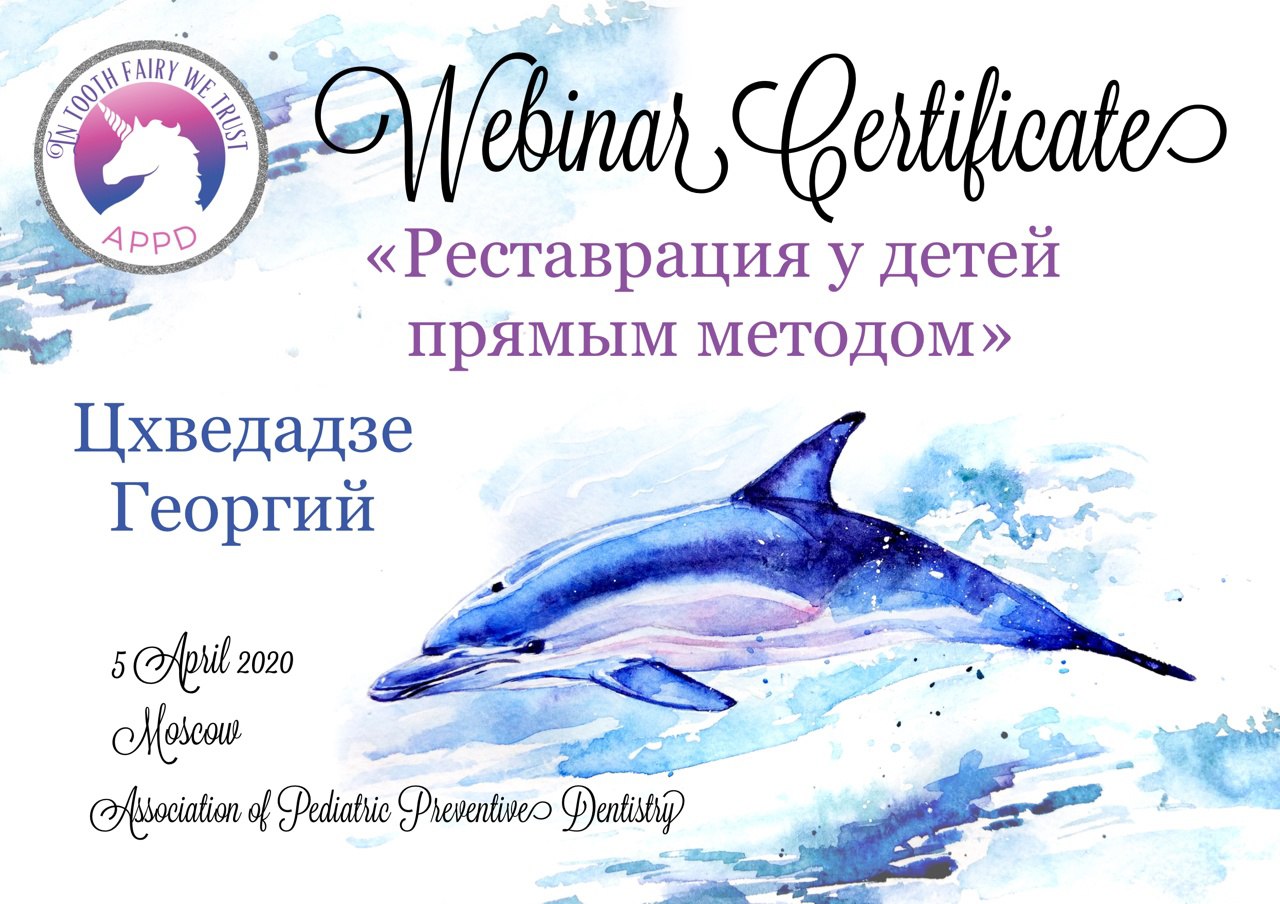 IN TOOTH FAIRY WE TRUST
APPD
Webinar Certificate
«Реставрация у детей
прямым методом»
Цхведадзе
Георгий
5 April 2020
Moscow
Association of Pediatric Preventive Dentistry